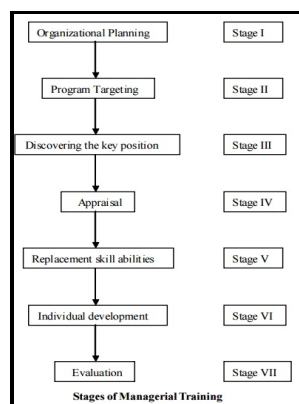 Organizational Planning Stage I
Program Targeting Stage II
Discovering the key position Stage III
Appraisal Stage IV
Replacement skill abilities Stage V
Individual development Stage VI
Evaluation Stage VII
Stages of Managerial Training